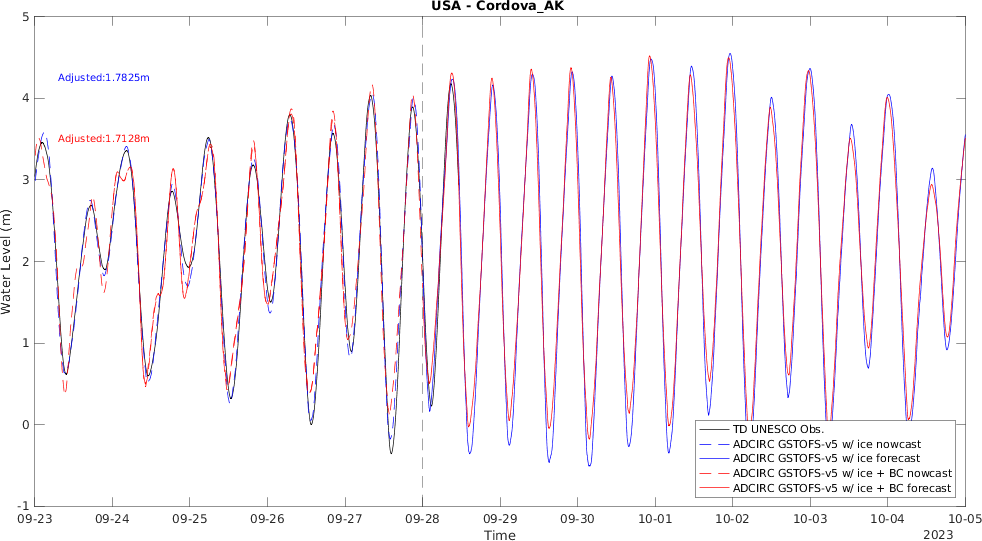 USA - Cordova_AK
5
4
3
2
1
0
-1
Water Level (m)
Adjusted:1.7825m
Adjusted:1.7128m
TD UNESCO Obs.
ADCIRC GSTOFS-v5 w/ ice nowcast
ADCIRC GSTOFS-v5 w/ ice forecast
ADCIRC GSTOFS-v5 w/ ice + BC nowcast
ADCIRC GSTOFS-v5 w/ ice + BC forecast
09-23 09-24 09-25 09-26 09-27 09-28 09-29 09-30 10-01 10-02 10-03 10-04 10-05
Time
2023